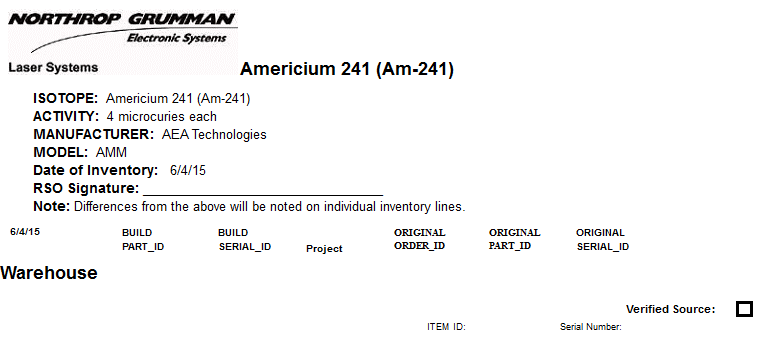 NORTHROP GRUMMAN
Electronic Systems
Laser Systems
Americium 241 (Am-241)
ISOTOPE: Americium 241 (Am-241)
ACTIVITY: 4 microcuries each
MANUFACTURER: AEA Technologies
MODEL: AMM
Date of Inventory: 6/4/15
RSO Signature: ________________________________
Note: Differences from the above will be noted on individual inventory lines.
6/4/15 BUILD BUILD ORIGINAL ORIGINAL ORIGINAL
PART_ID SERIAL_ID Project ORDER_ID PART_ID SERIAL_ID
Warehouse
Verified Source:
ITEM ID: Serial Number: